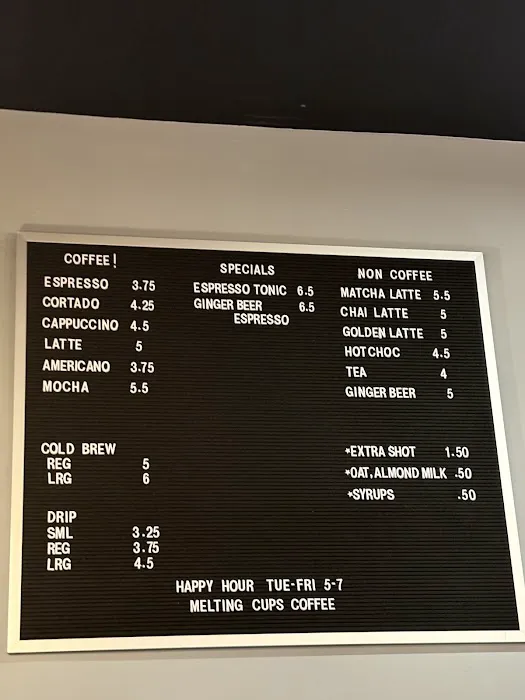 COFFEE!
ESPRESSO 3.75
CORTADO 4.25
CAPPUCCINO 4.5
LATTE 5
AMERICANO 3.75
MOCHA 5.5
COLD BREW
REG 5
LRG 6
DRIP
SML 3.25
REG 3.75
LRG 4.5
SPECIALS
ESPRESSO TONIC 6.5
GINGER BEER 6.5
ESPRESSO
NON COFFEE
MATCHA LATTE 5.5
CHAI LATTE 5
GOLDEN LATTE 5
HOT CHOC 4.5
TEA 4
GINGER BEER 5
*EXTRA SHOT 1.50
*OAT, ALMOND MILK .50
*SYRUPS .50
HAPPY HOUR TUE-FRI 5-7
MELTING CUPS COFFEE